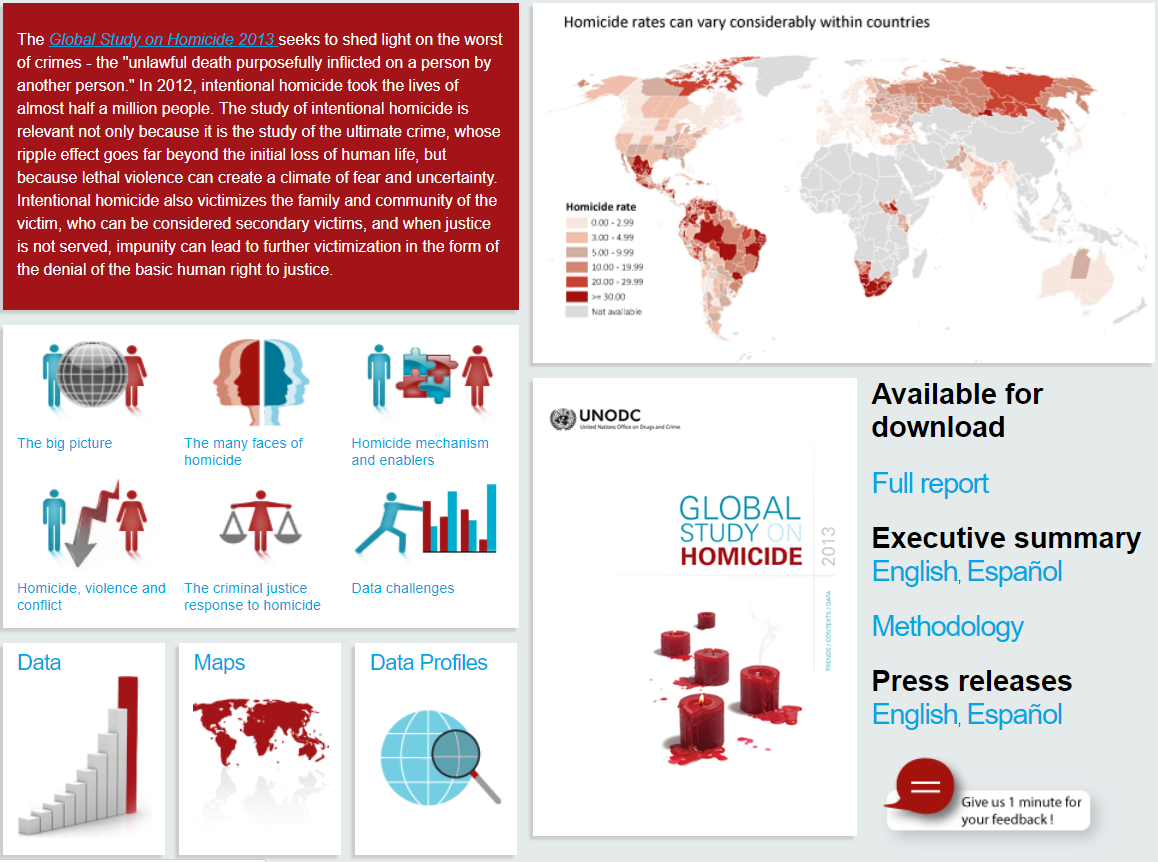 The Global Study on Homicide 2013 seeks to shed light on the worst
of crimes - the "unlawful death purposefully inflicted on a person by
another person." In 2012, intentional homicide took the lives of
almost half a million people. The study of intentional homicide is
relevant not only because it is the study of the ultimate crime, whose
ripple effect goes far beyond the initial loss of human life, but
because lethal violence can create a climate of fear and uncertainty.
Intentional homicide also victimizes the family and community of the
victim, who can be considered secondary victims, and when justice
is not served, impunity can lead to further victimization in the form of
the denial of the basic human right to justice.
Homicide rates can vary considerably within countries
Homicide rate
0.00 - 2.99
3.00 - 4.99
5.00 - 9.99
10.00 - 19.99
20.00 - 29.99
>= 30.00
Not available
The big picture
The many faces of
homicide
Homicide mechanism
and enablers
Homicide, violence and
conflict
The criminal justice
response to homicide
Data challenges
Data
Maps
Data Profiles
UNODC
United Nations Office on Drugs and Crime
GLOBAL
STUDY ON
HOMICIDE
2013
TRENDS / CONTEXTS / DATA
Available for
download
Full report
Executive summary
English, Español
Methodology
Press releases
English, Español
Give us 1 minute for
your feedback !